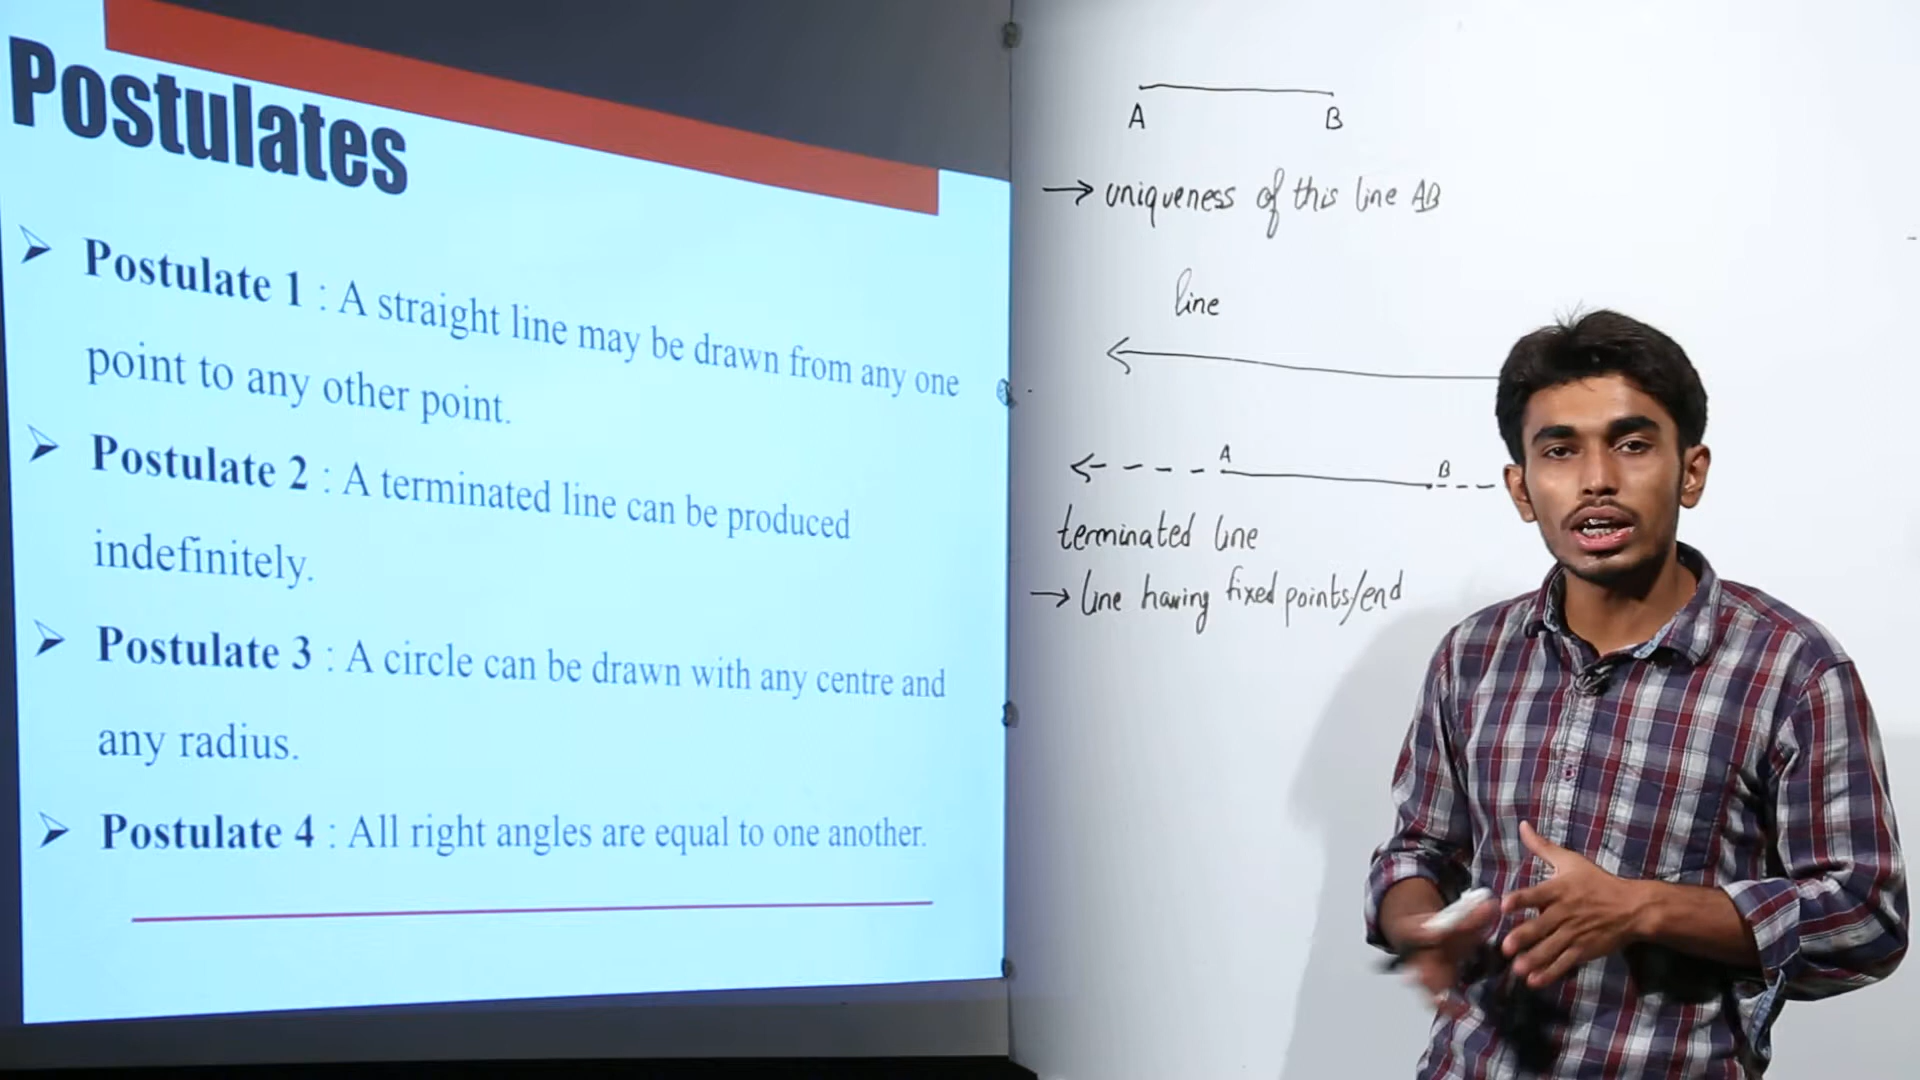 Postulates
➢ Postulate 1 : A straight line may be drawn from any one
point to any other point.
➢ Postulate 2 : A terminated line can be produced
indefinitely.
➢ Postulate 3 : A circle can be drawn with any centre and
any radius.
➢ Postulate 4 : All right angles are equal to one another.
A B
→ uniqueness of this line AB
line
A B
terminated line
→ line having fixed points/end